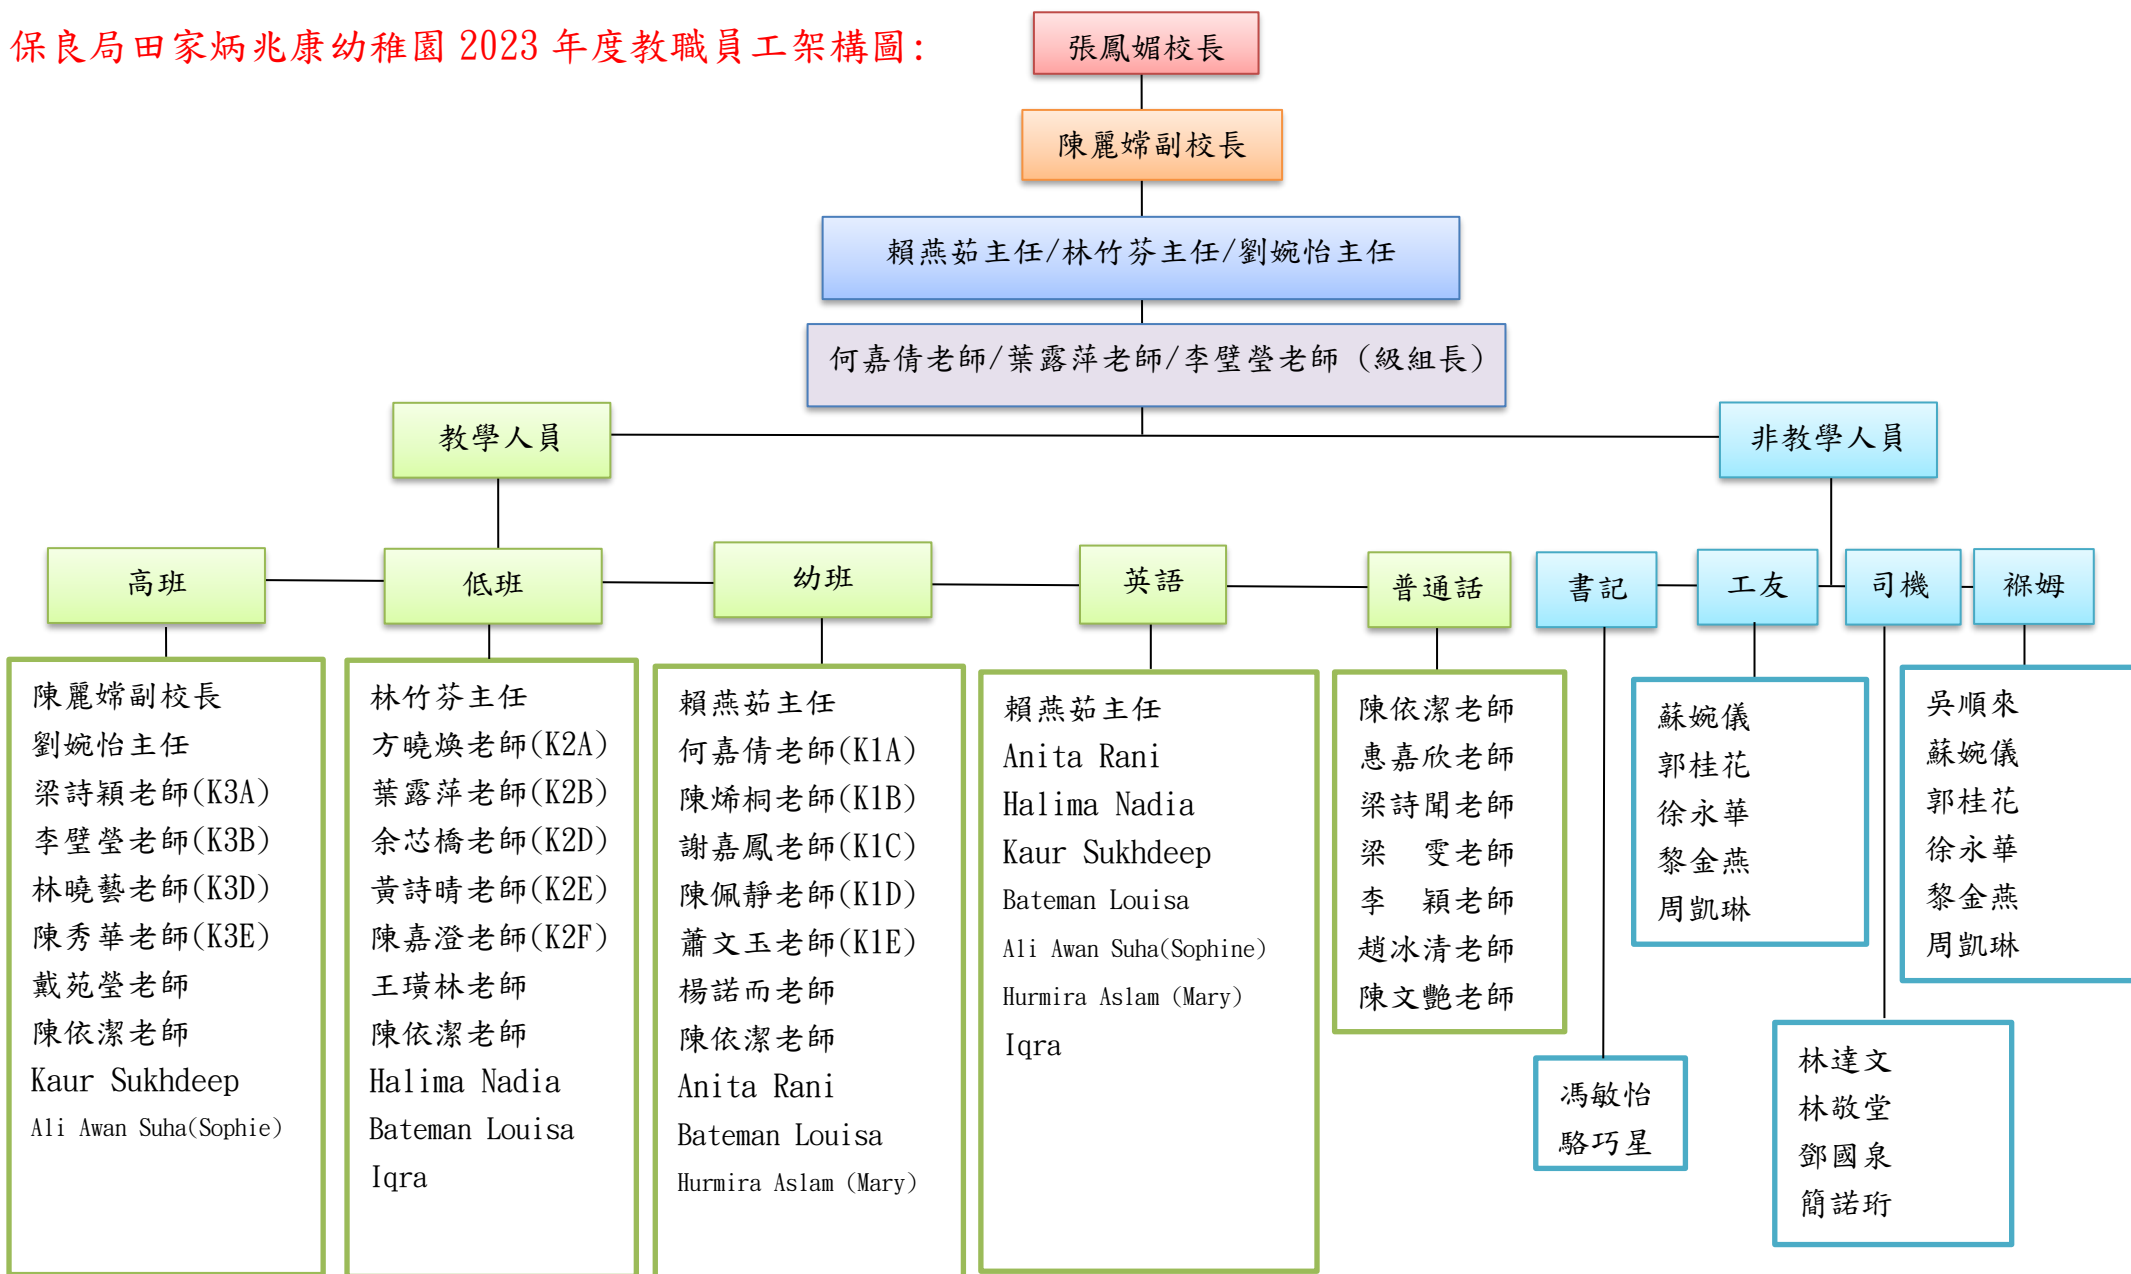 保良局田家炳兆康幼稚園 2023 年度教職員工架構圖:
張鳳媚校長
陳麗嫦副校長
賴燕茹主任/林竹芬主任/劉婉怡主任
何嘉倩老師/葉露萍老師/李璧瑩老師 (級組長)
教學人員
非教學人員
高班
低班
幼班
英語
普通話
書記
工友
司機
褓姆
陳麗嫦副校長
劉婉怡主任
梁詩穎老師(K3A)
李璧瑩老師(K3B)
林曉藝老師(K3D)
陳秀華老師(K3E)
戴苑瑩老師
陳依潔老師
Kaur Sukhdeep
Ali Awan Suha(Sophie)
林竹芬主任
方曉煥老師(K2A)
葉露萍老師(K2B)
余芯橋老師(K2D)
黃詩晴老師(K2E)
陳嘉澄老師(K2F)
王璜林老師
陳依潔老師
Halima Nadia
Bateman Louisa
Iqra
賴燕茹主任
何嘉倩老師(K1A)
陳烯桐老師(K1B)
謝嘉鳳老師(K1C)
陳佩靜老師(K1D)
蕭文玉老師(K1E)
楊諾而老師
陳依潔老師
Anita Rani
Bateman Louisa
Hurmira Aslam (Mary)
賴燕茹主任
Anita Rani
Halima Nadia
Kaur Sukhdeep
Bateman Louisa
Ali Awan Suha(Sophine)
Hurmira Aslam (Mary)
Iqra
陳依潔老師
惠嘉欣老師
梁詩聞老師
梁　雯老師
李　穎老師
趙冰清老師
陳文艷老師
馮敏怡
駱巧星
蘇婉儀
郭桂花
徐永華
黎金燕
周凱琳
林達文
林敬堂
鄧國泉
簡諾珩
吳順來
蘇婉儀
郭桂花
徐永華
黎金燕
周凱琳